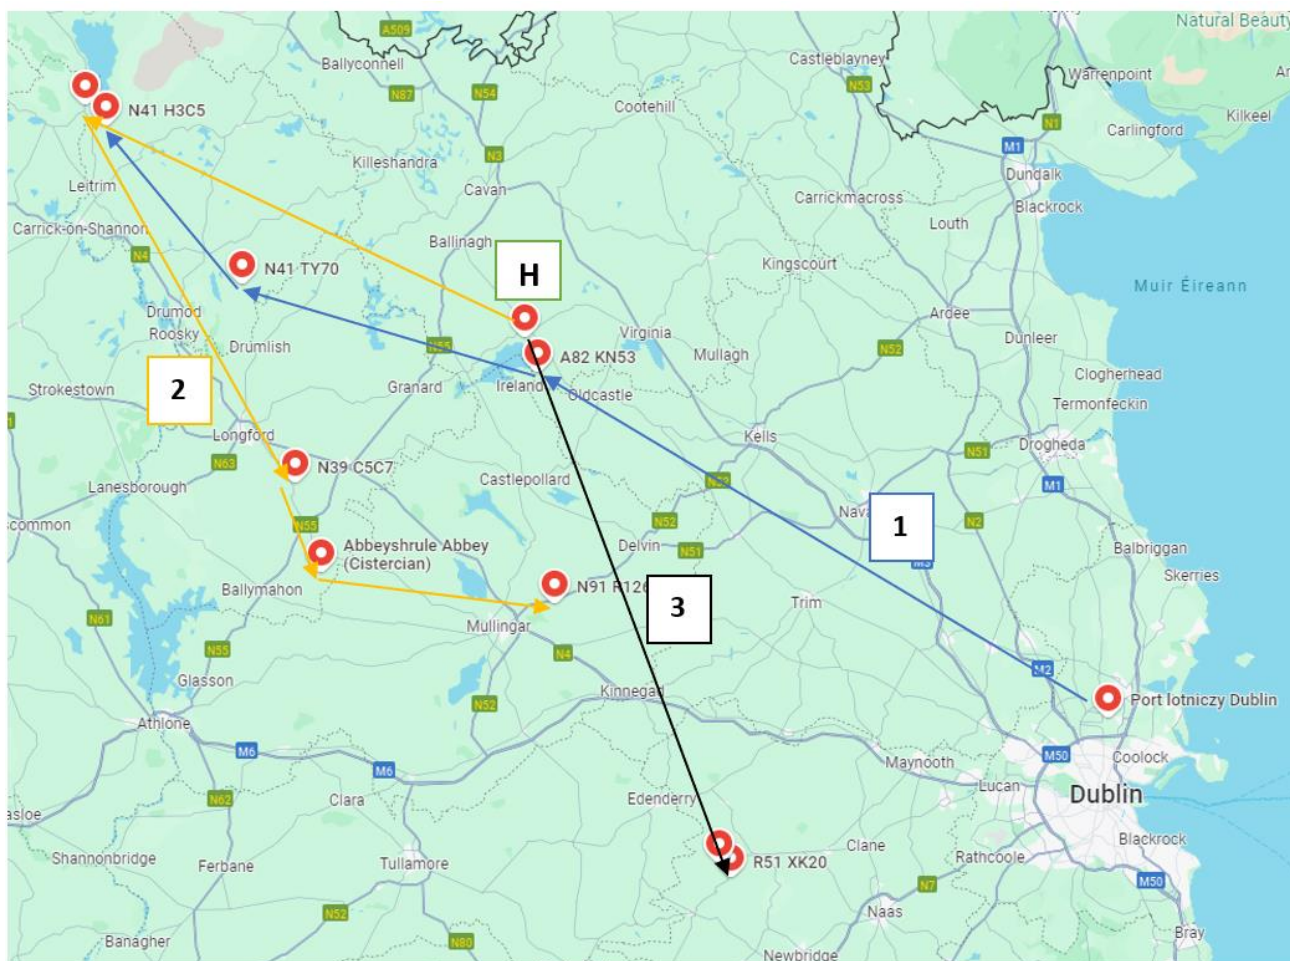 Natural Beauty
A509
Ballyconnell
Castleblayney
Warrenpoint
N87
N54
N53
Cootehill
Kilkeel
N41 H3C5
N1
Carlingford
M1
Killeshandra
N3
Dundalk
Leitrim
Cavan
Carrickmacross
Blackrock
Louth
Carrick-on-Shannon
Ballinagh
N4
H
Kingscourt
N41 TY70
Muir Éireann
Drumod
Ardee
Roosky
Virginia
Dunleer
Drumlish
N55
Mullagh
N52
A82 KN53
Clogherhead
2
Strokestown
Granard
Ireland
Oldcastle
Termonfeckin
Longford
Kells
Drogheda
N63
N39 C5C7
N51
Castlepollard
N52
M1
Lanesborough
1
N2
N55
N52
Delvin
N51
Abbeyshrule Abbey
(Cistercian)
Balbriggan
M3
Skerries
Ballymahon
N91 R126
3
Trim
N61
Mullingar
N55
N4
M2
Glasson
Kinnegad
Port lotniczy Dublin
N52
Athlone
M6
M6
M50
Coolock
Maynooth
Lucan
N62
Clara
Edenderry
Dublin
Shannonbridge
Ferbane
Tullamore
R51 XK20
Clane
Rathcoole
Blackrock
N7
M50
N52
Naas
Banagher
N80
Newbridge
Bray